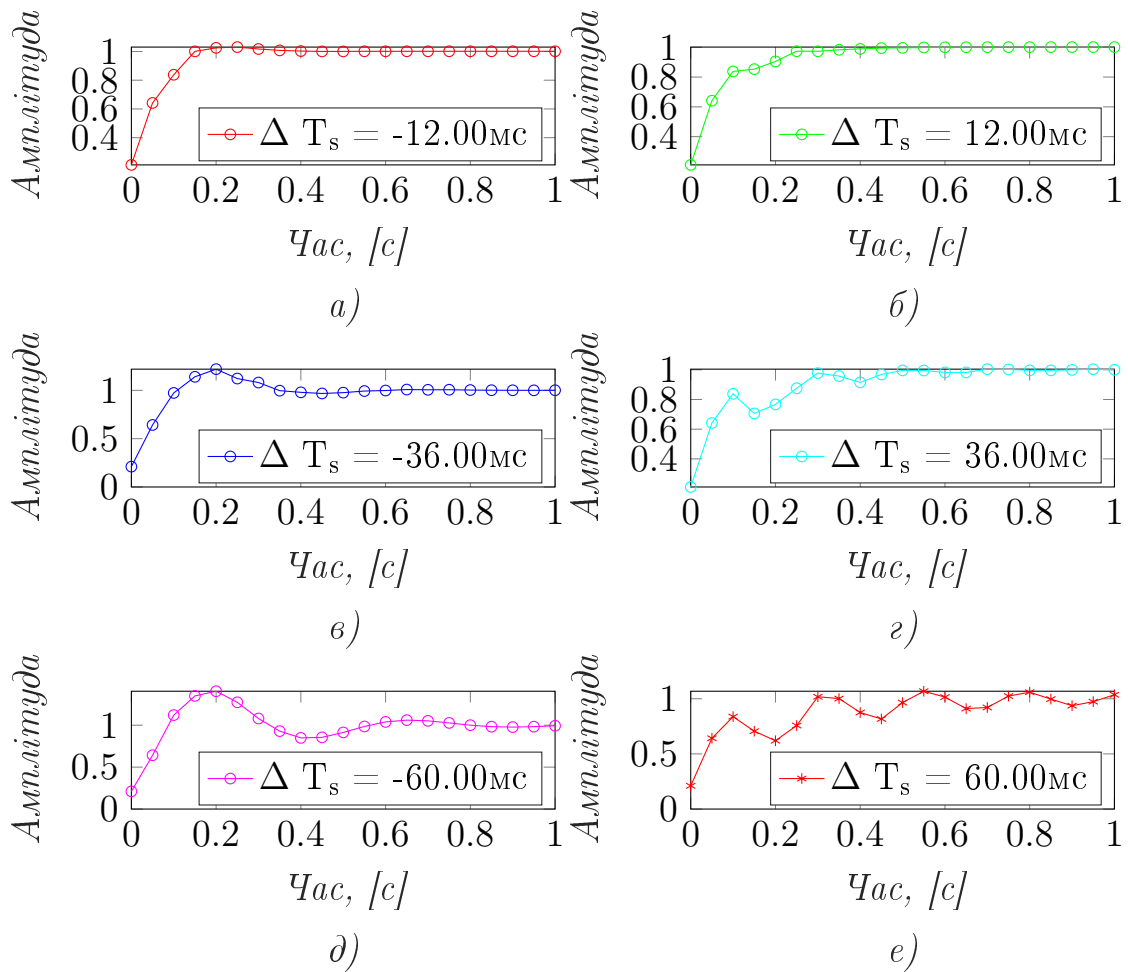 Амплітуда
1
0.8
0.6
0.4
Δ Tₛ = -12.00мс
0 0.2 0.4 0.6 0.8 1
Час, [с]
а)
Амплітуда
1
0.8
0.6
0.4
Δ Tₛ = 12.00мс
0 0.2 0.4 0.6 0.8 1
Час, [с]
б)
Амплітуда
1
0.5
0
Δ Tₛ = -36.00мс
0 0.2 0.4 0.6 0.8 1
Час, [с]
в)
Амплітуда
1
0.8
0.6
0.4
Δ Tₛ = 36.00мс
0 0.2 0.4 0.6 0.8 1
Час, [с]
г)
Амплітуда
1
0.5
0
Δ Tₛ = -60.00мс
0 0.2 0.4 0.6 0.8 1
Час, [с]
д)
Амплітуда
1
0.5
0
Δ Tₛ = 60.00мс
0 0.2 0.4 0.6 0.8 1
Час, [с]
е)